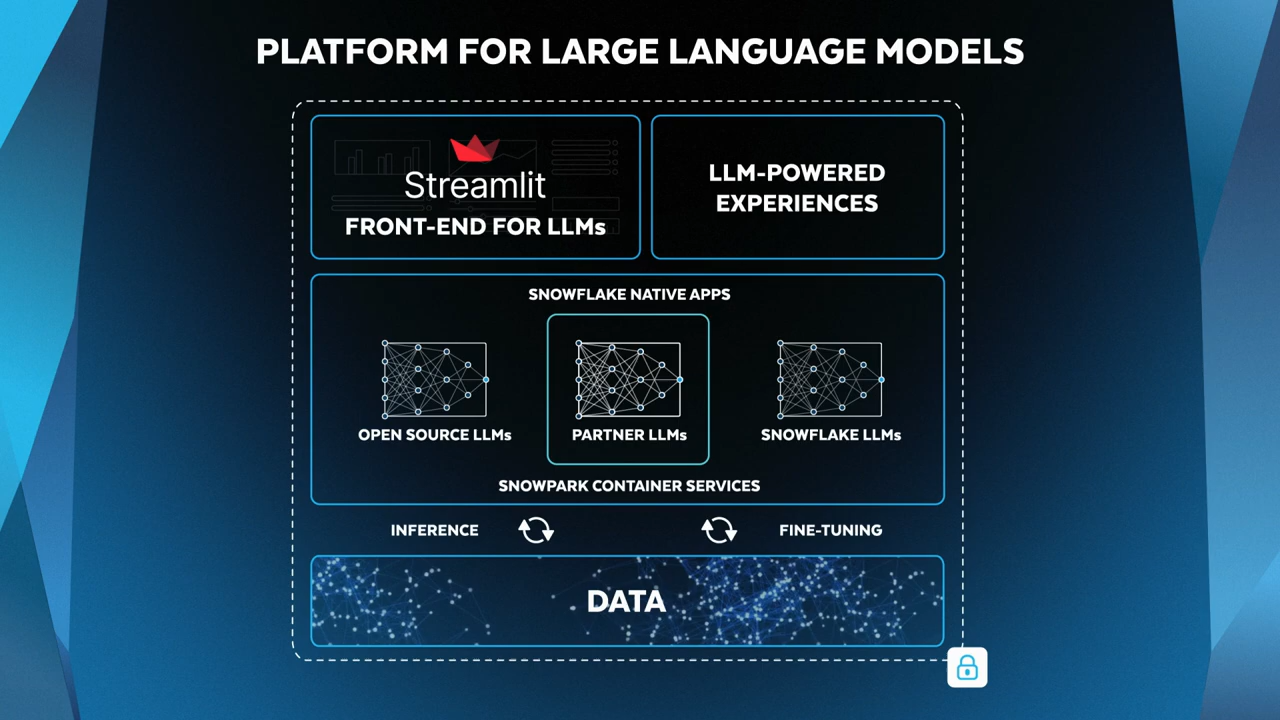 PLATFORM FOR LARGE LANGUAGE MODELS
Streamlit
FRONT-END FOR LLMs
LLM-POWERED
EXPERIENCES
SNOWFLAKE NATIVE APPS
OPEN SOURCE LLMs
PARTNER LLMs
SNOWFLAKE LLMs
SNOWPARK CONTAINER SERVICES
INFERENCE
FINE-TUNING
DATA